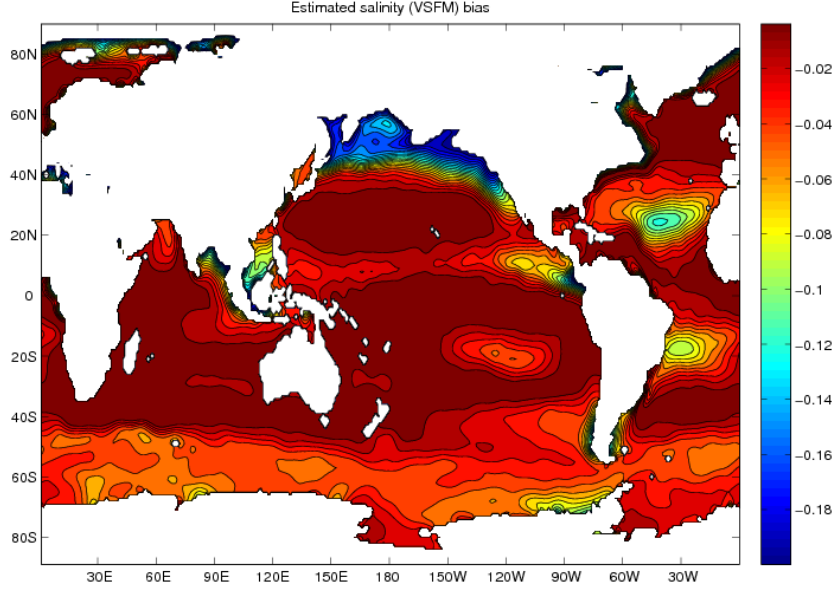 Estimated salinity (VSFM) bias
80N
60N
40N
20N
0
20S
40S
60S
80S
30E 60E 90E 120E 150E 180E 150W 120W 90W 60W 30W
-0.02
-0.04
-0.06
-0.08
-0.1
-0.12
-0.14
-0.16
-0.18